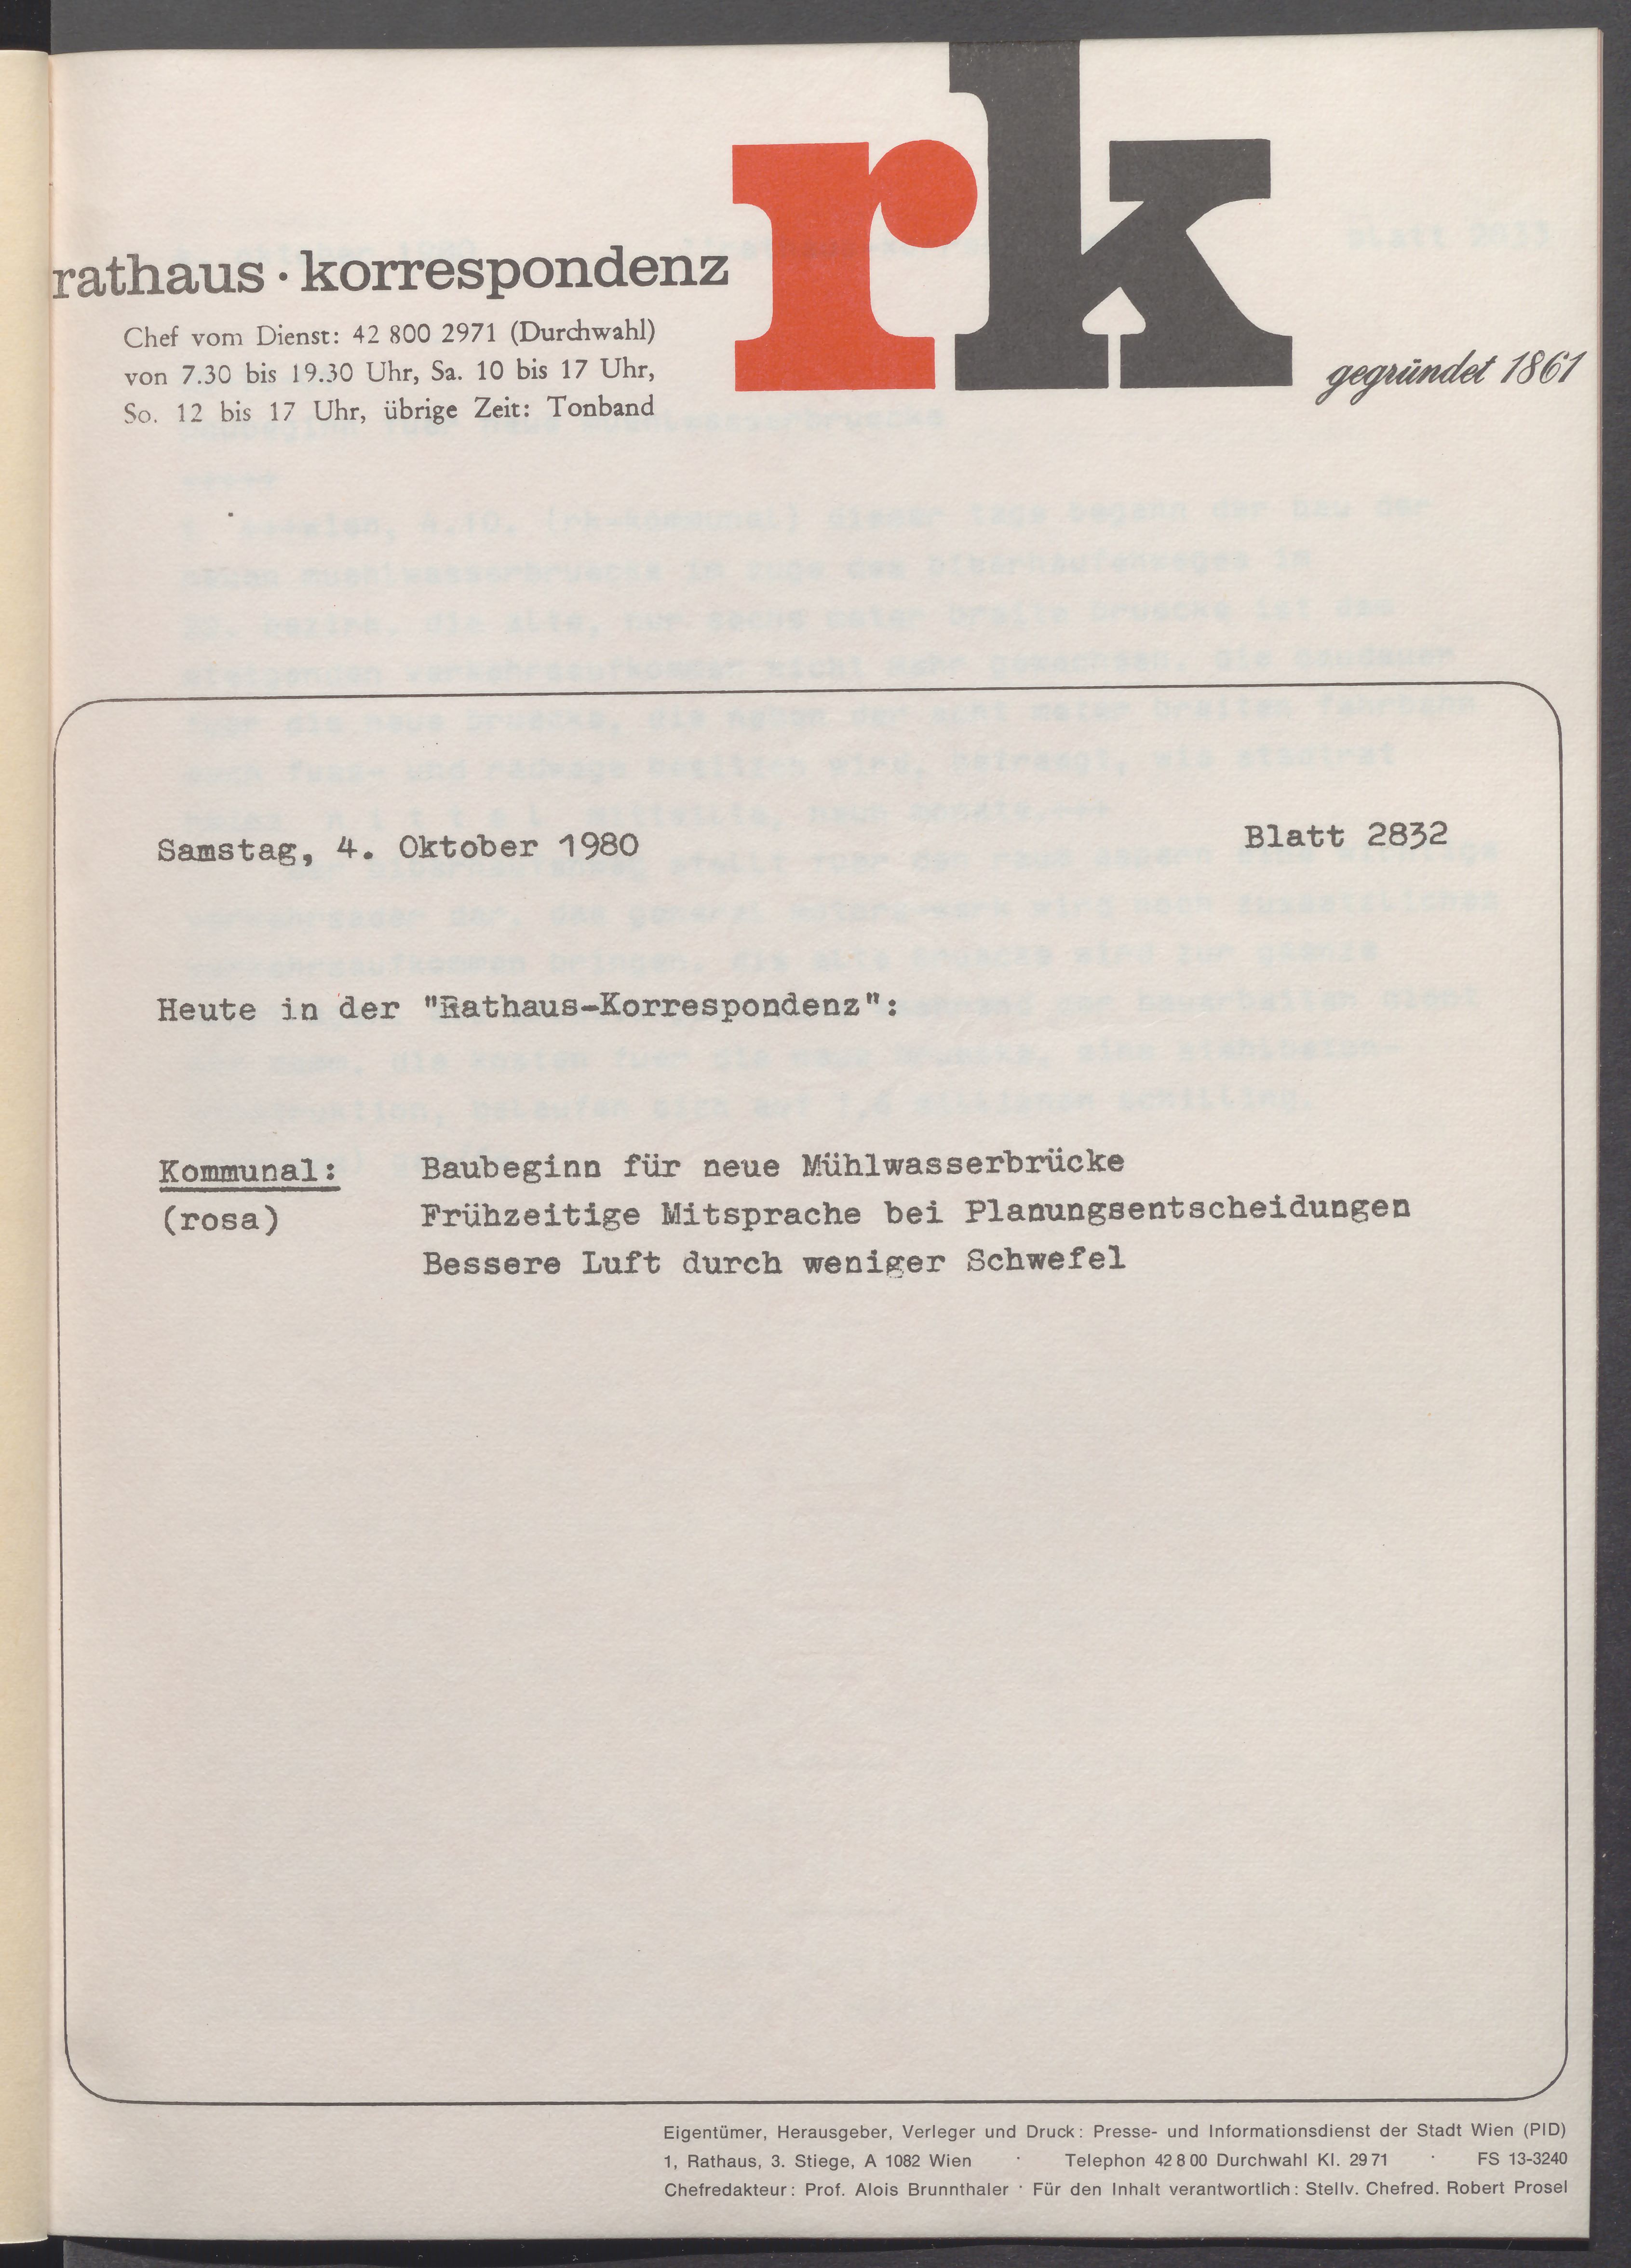 rk
rathaus · korrespondenz
gegründet 1861
Chef vom Dienst: 42 800 2971 (Durchwahl)
von 7.30 bis 19.30 Uhr, Sa. 10 bis 17 Uhr,
So. 12 bis 17 Uhr, übrige Zeit: Tonband
Samstag, 4. Oktober 1980 Blatt 2832
Heute in der "Rathaus-Korrespondenz":
Kommunal: Baubeginn für neue Mühlwasserbrücke
(rosa) Frühzeitige Mitsprache bei Planungsentscheidungen
Bessere Luft durch weniger Schwefel
Eigentümer, Herausgeber, Verleger und Druck: Presse- und Informationsdienst der Stadt Wien (PID)
1, Rathaus, 3. Stiege, A 1082 Wien · Telephon 42 8 00 Durchwahl Kl. 29 71 · FS 13-3240
Chefredakteur: Prof. Alois Brunnthaler · Für den Inhalt verantwortlich: Stellv. Chefred. Robert Prosel